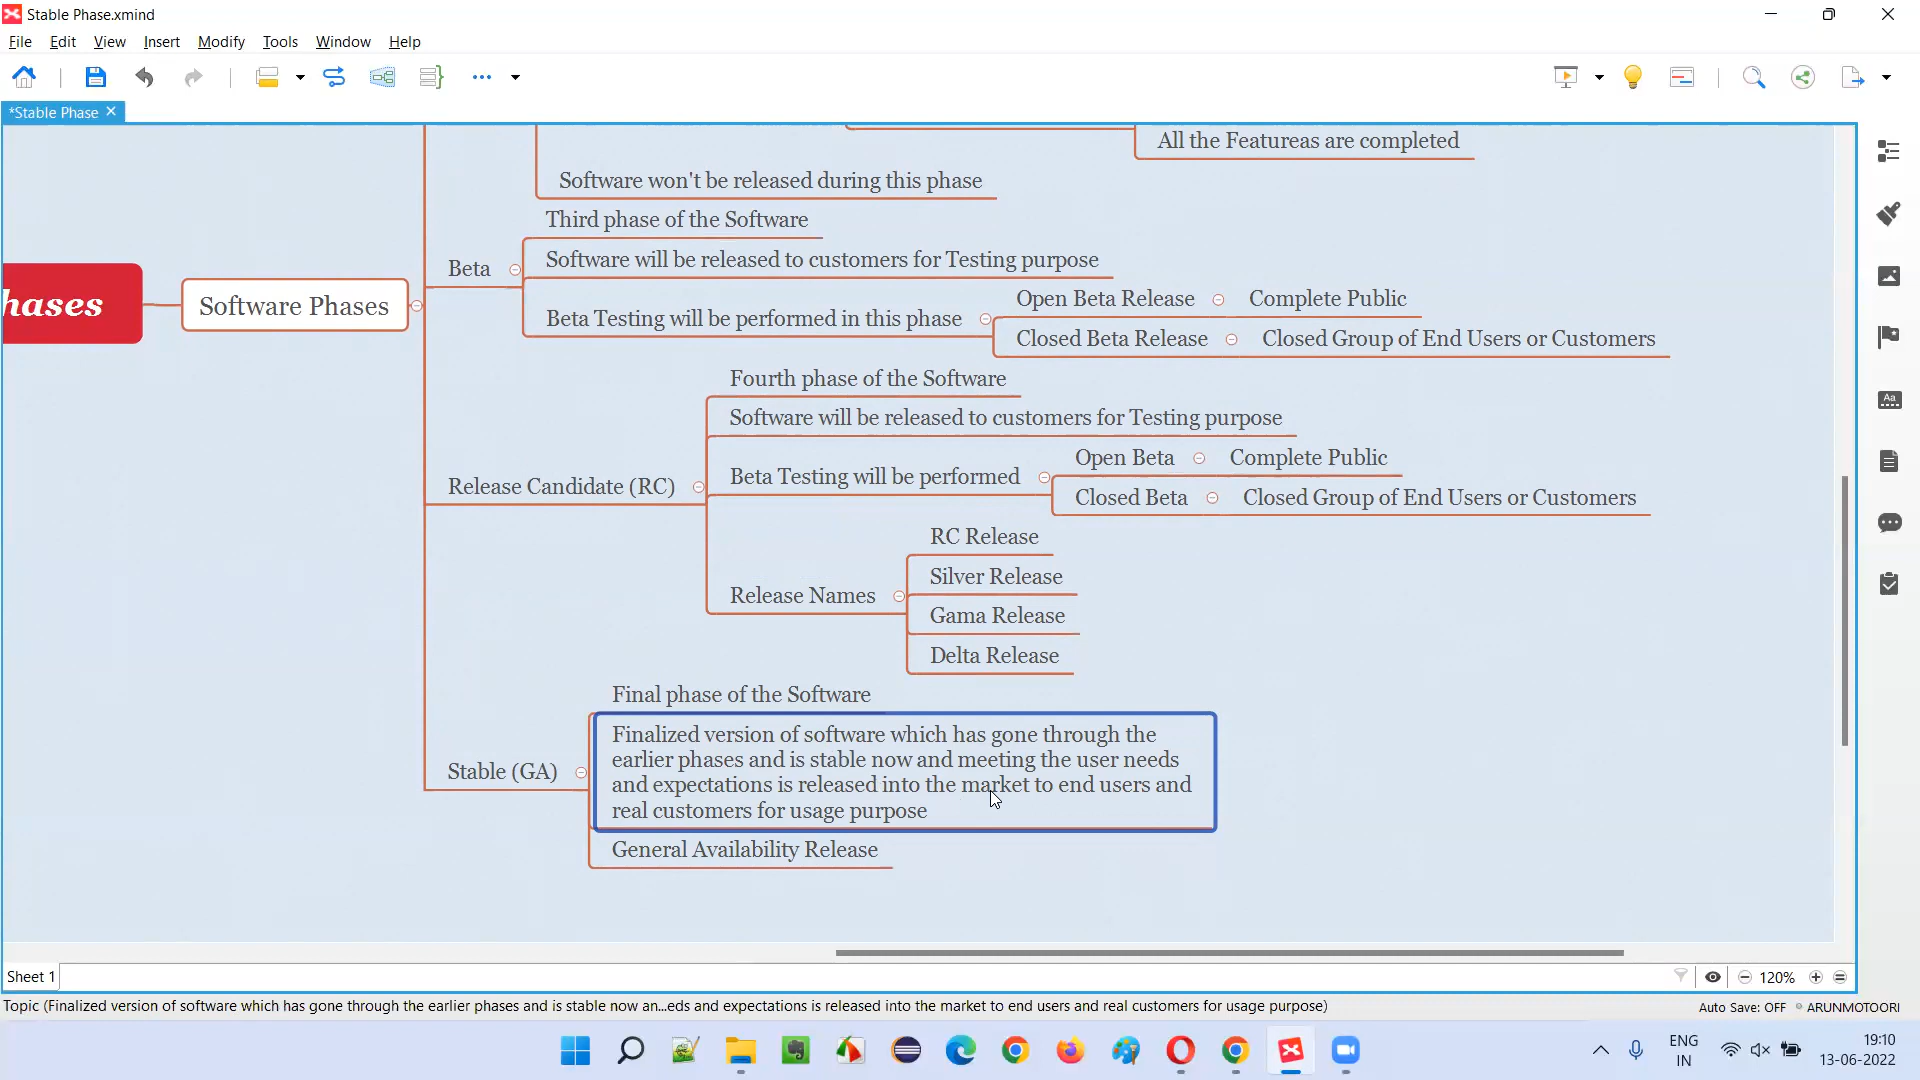 Stable Phase.xmind
File Edit View Insert Modify Tools Window Help
*Stable Phase
All the Featureas are completed
Software won't be released during this phase
Third phase of the Software
Software will be released to customers for Testing purpose
Beta
Open Beta Release Complete Public
Beta Testing will be performed in this phase
Closed Beta Release Closed Group of End Users or Customers
hases
Software Phases
Fourth phase of the Software
Software will be released to customers for Testing purpose
Open Beta Complete Public
Beta Testing will be performed
Closed Beta Closed Group of End Users or Customers
Release Candidate (RC)
RC Release
Silver Release
Release Names
Gama Release
Delta Release
Final phase of the Software
Finalized version of software which has gone through the
earlier phases and is stable now and meeting the user needs
and expectations is released into the market to end users and
real customers for usage purpose
Stable (GA)
General Availability Release
Sheet 1
120%
Topic (Finalized version of software which has gone through the earlier phases and is stable now an...eds and expectations is released into the market to end users and real customers for usage purpose)
Auto Save: OFF ARUNMOTOORI
ENG
IN
19:10
13-06-2022